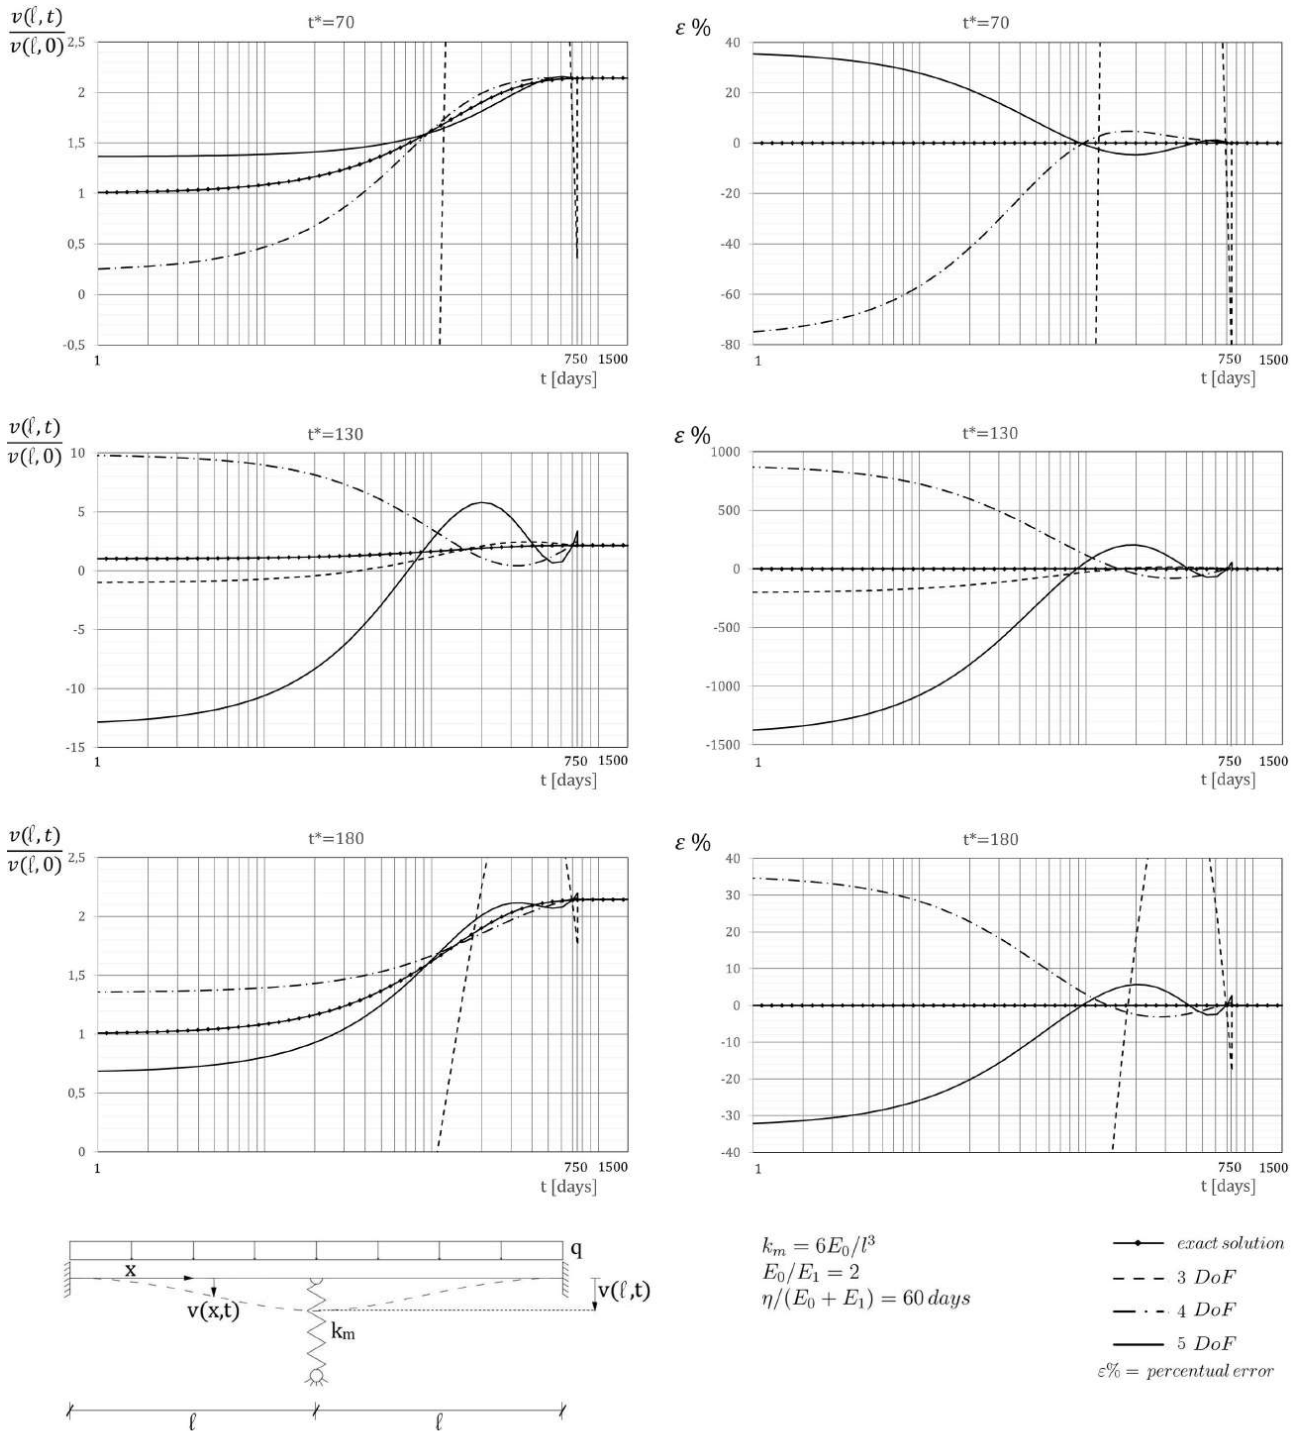 v(ℓ,t)
v(ℓ,0)
t*=70
2,5
2
1,5
1
0,5
0
-0,5
1
750 1500
t [days]
ε %
t*=70
40
20
0
-20
-40
-60
-80
1
750 1500
t [days]
v(ℓ,t)
v(ℓ,0)
t*=130
10
5
0
-5
-10
-15
1
750 1500
t [days]
ε %
t*=130
1000
500
0
-500
-1000
-1500
1
750 1500
t [days]
v(ℓ,t)
v(ℓ,0)
t*=180
2,5
2
1,5
1
0,5
0
1
750 1500
t [days]
ε %
t*=180
40
30
20
10
0
-10
-20
-30
-40
1
750 1500
t [days]
q
x
v(x,t)
v(ℓ,t)
kₘ
ℓ
ℓ
kₘ = 6E₀/l³
E₀/E₁ = 2
η/(E₀ + E₁) = 60 days
exact solution
3 DoF
4 DoF
5 DoF
ε% = percentual error